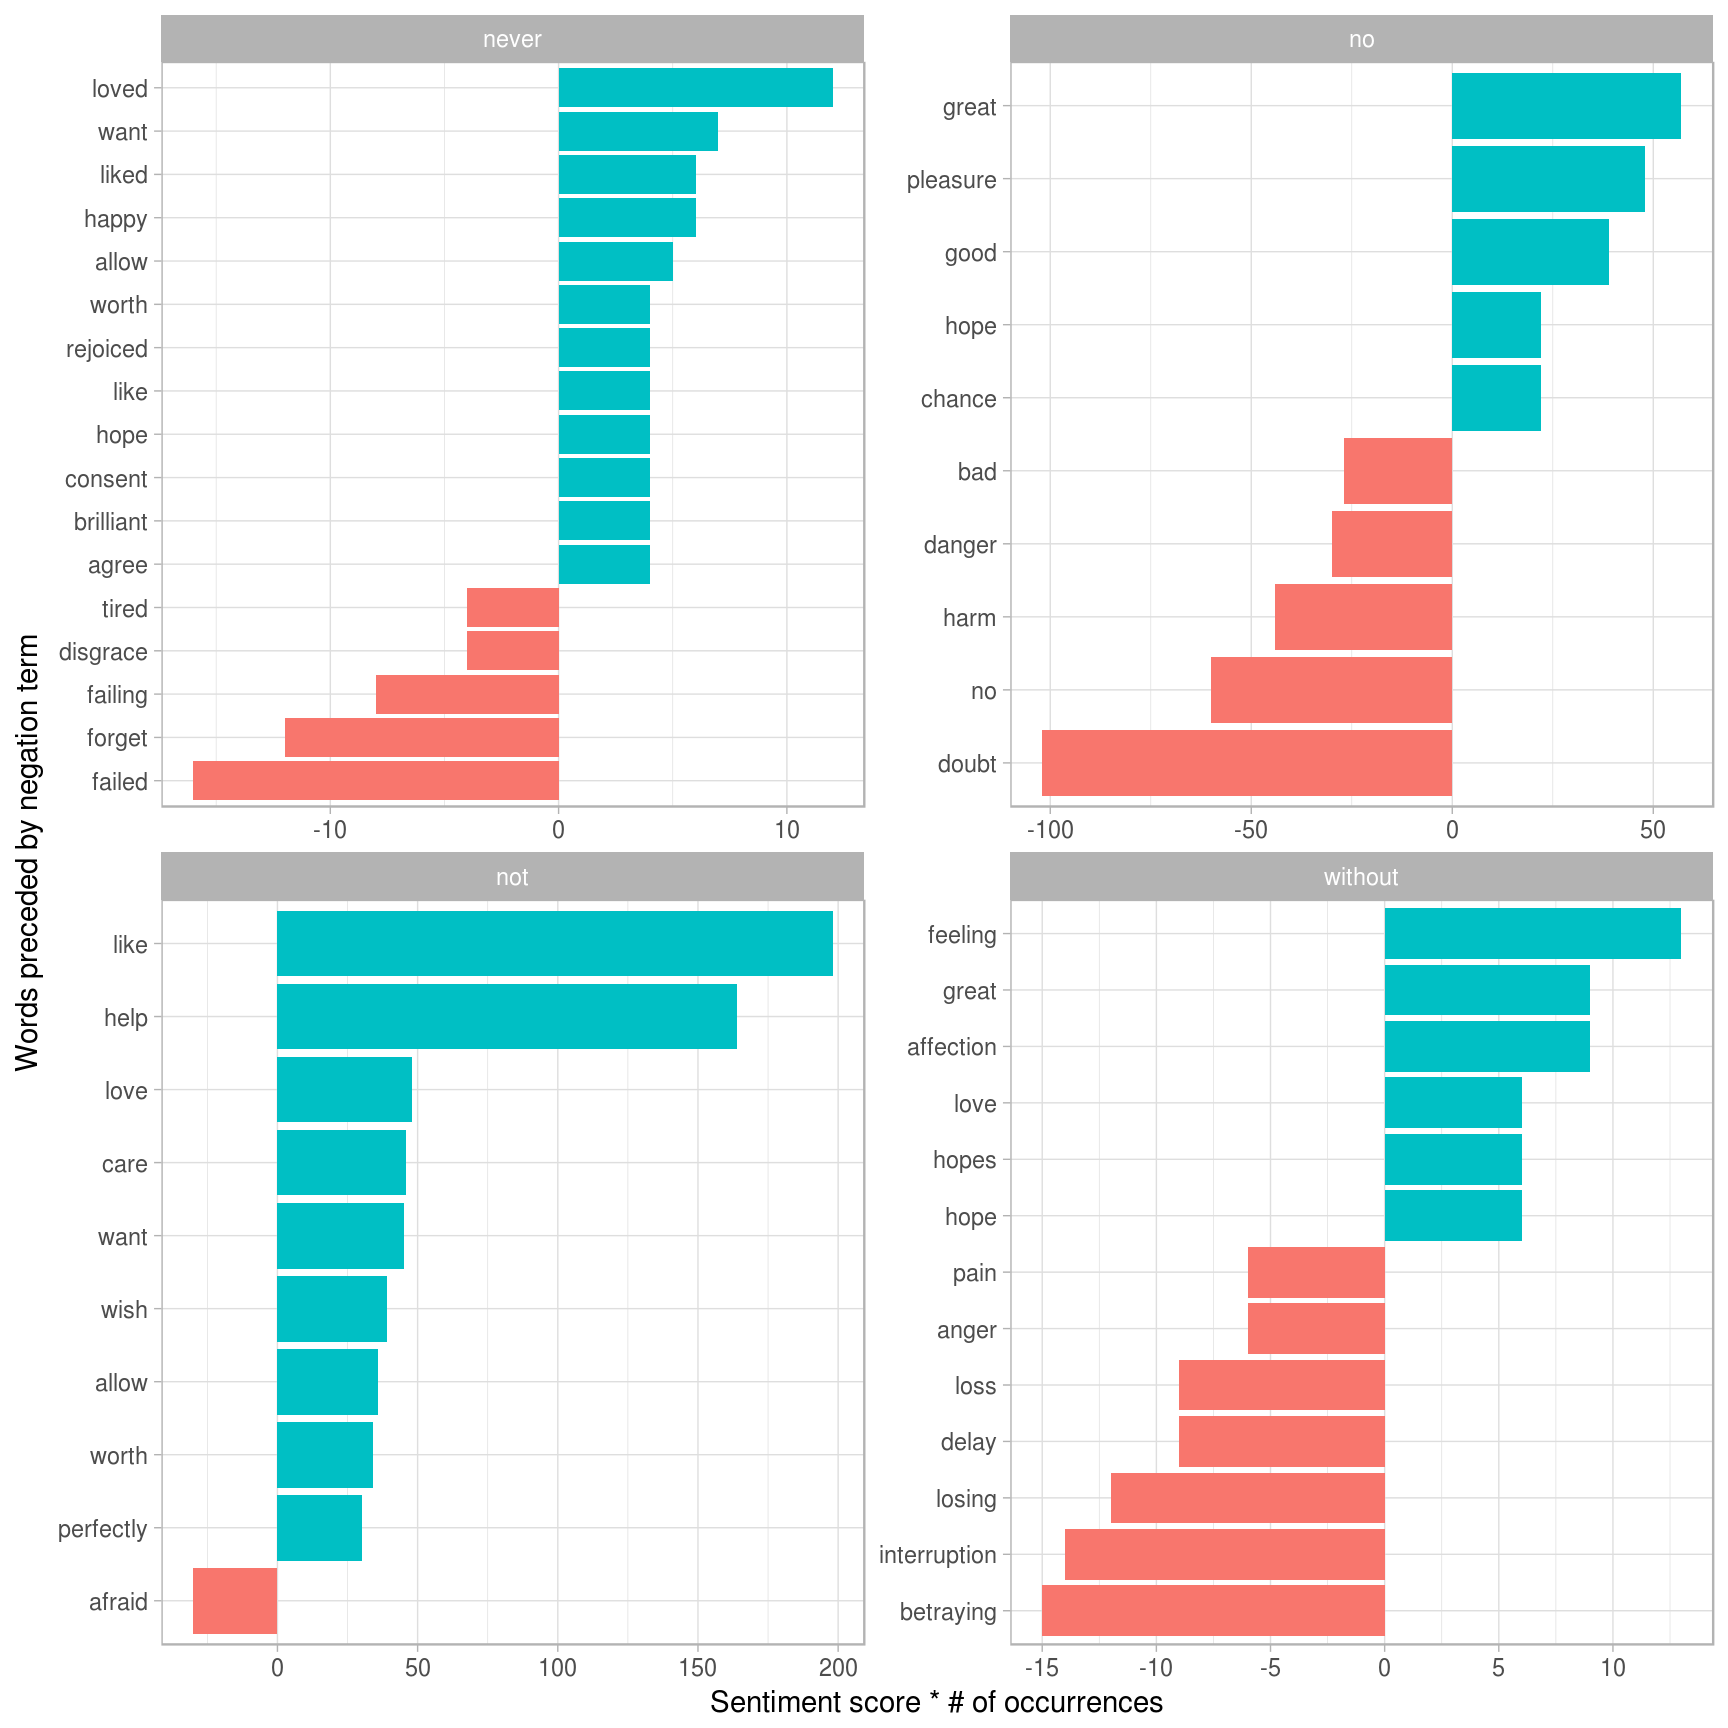 never
loved
want
liked
happy
allow
worth
rejoiced
like
hope
consent
brilliant
agree
tired
disgrace
failing
forget
failed
-10 0 10
no
great
pleasure
good
hope
chance
bad
danger
harm
no
doubt
-100 -50 0 50
not
like
help
love
care
want
wish
allow
worth
perfectly
afraid
0 50 100 150 200
without
feeling
great
affection
love
hopes
hope
pain
anger
loss
delay
losing
interruption
betraying
-15 -10 -5 0 5 10
Words preceded by negation term
Sentiment score * # of occurrences